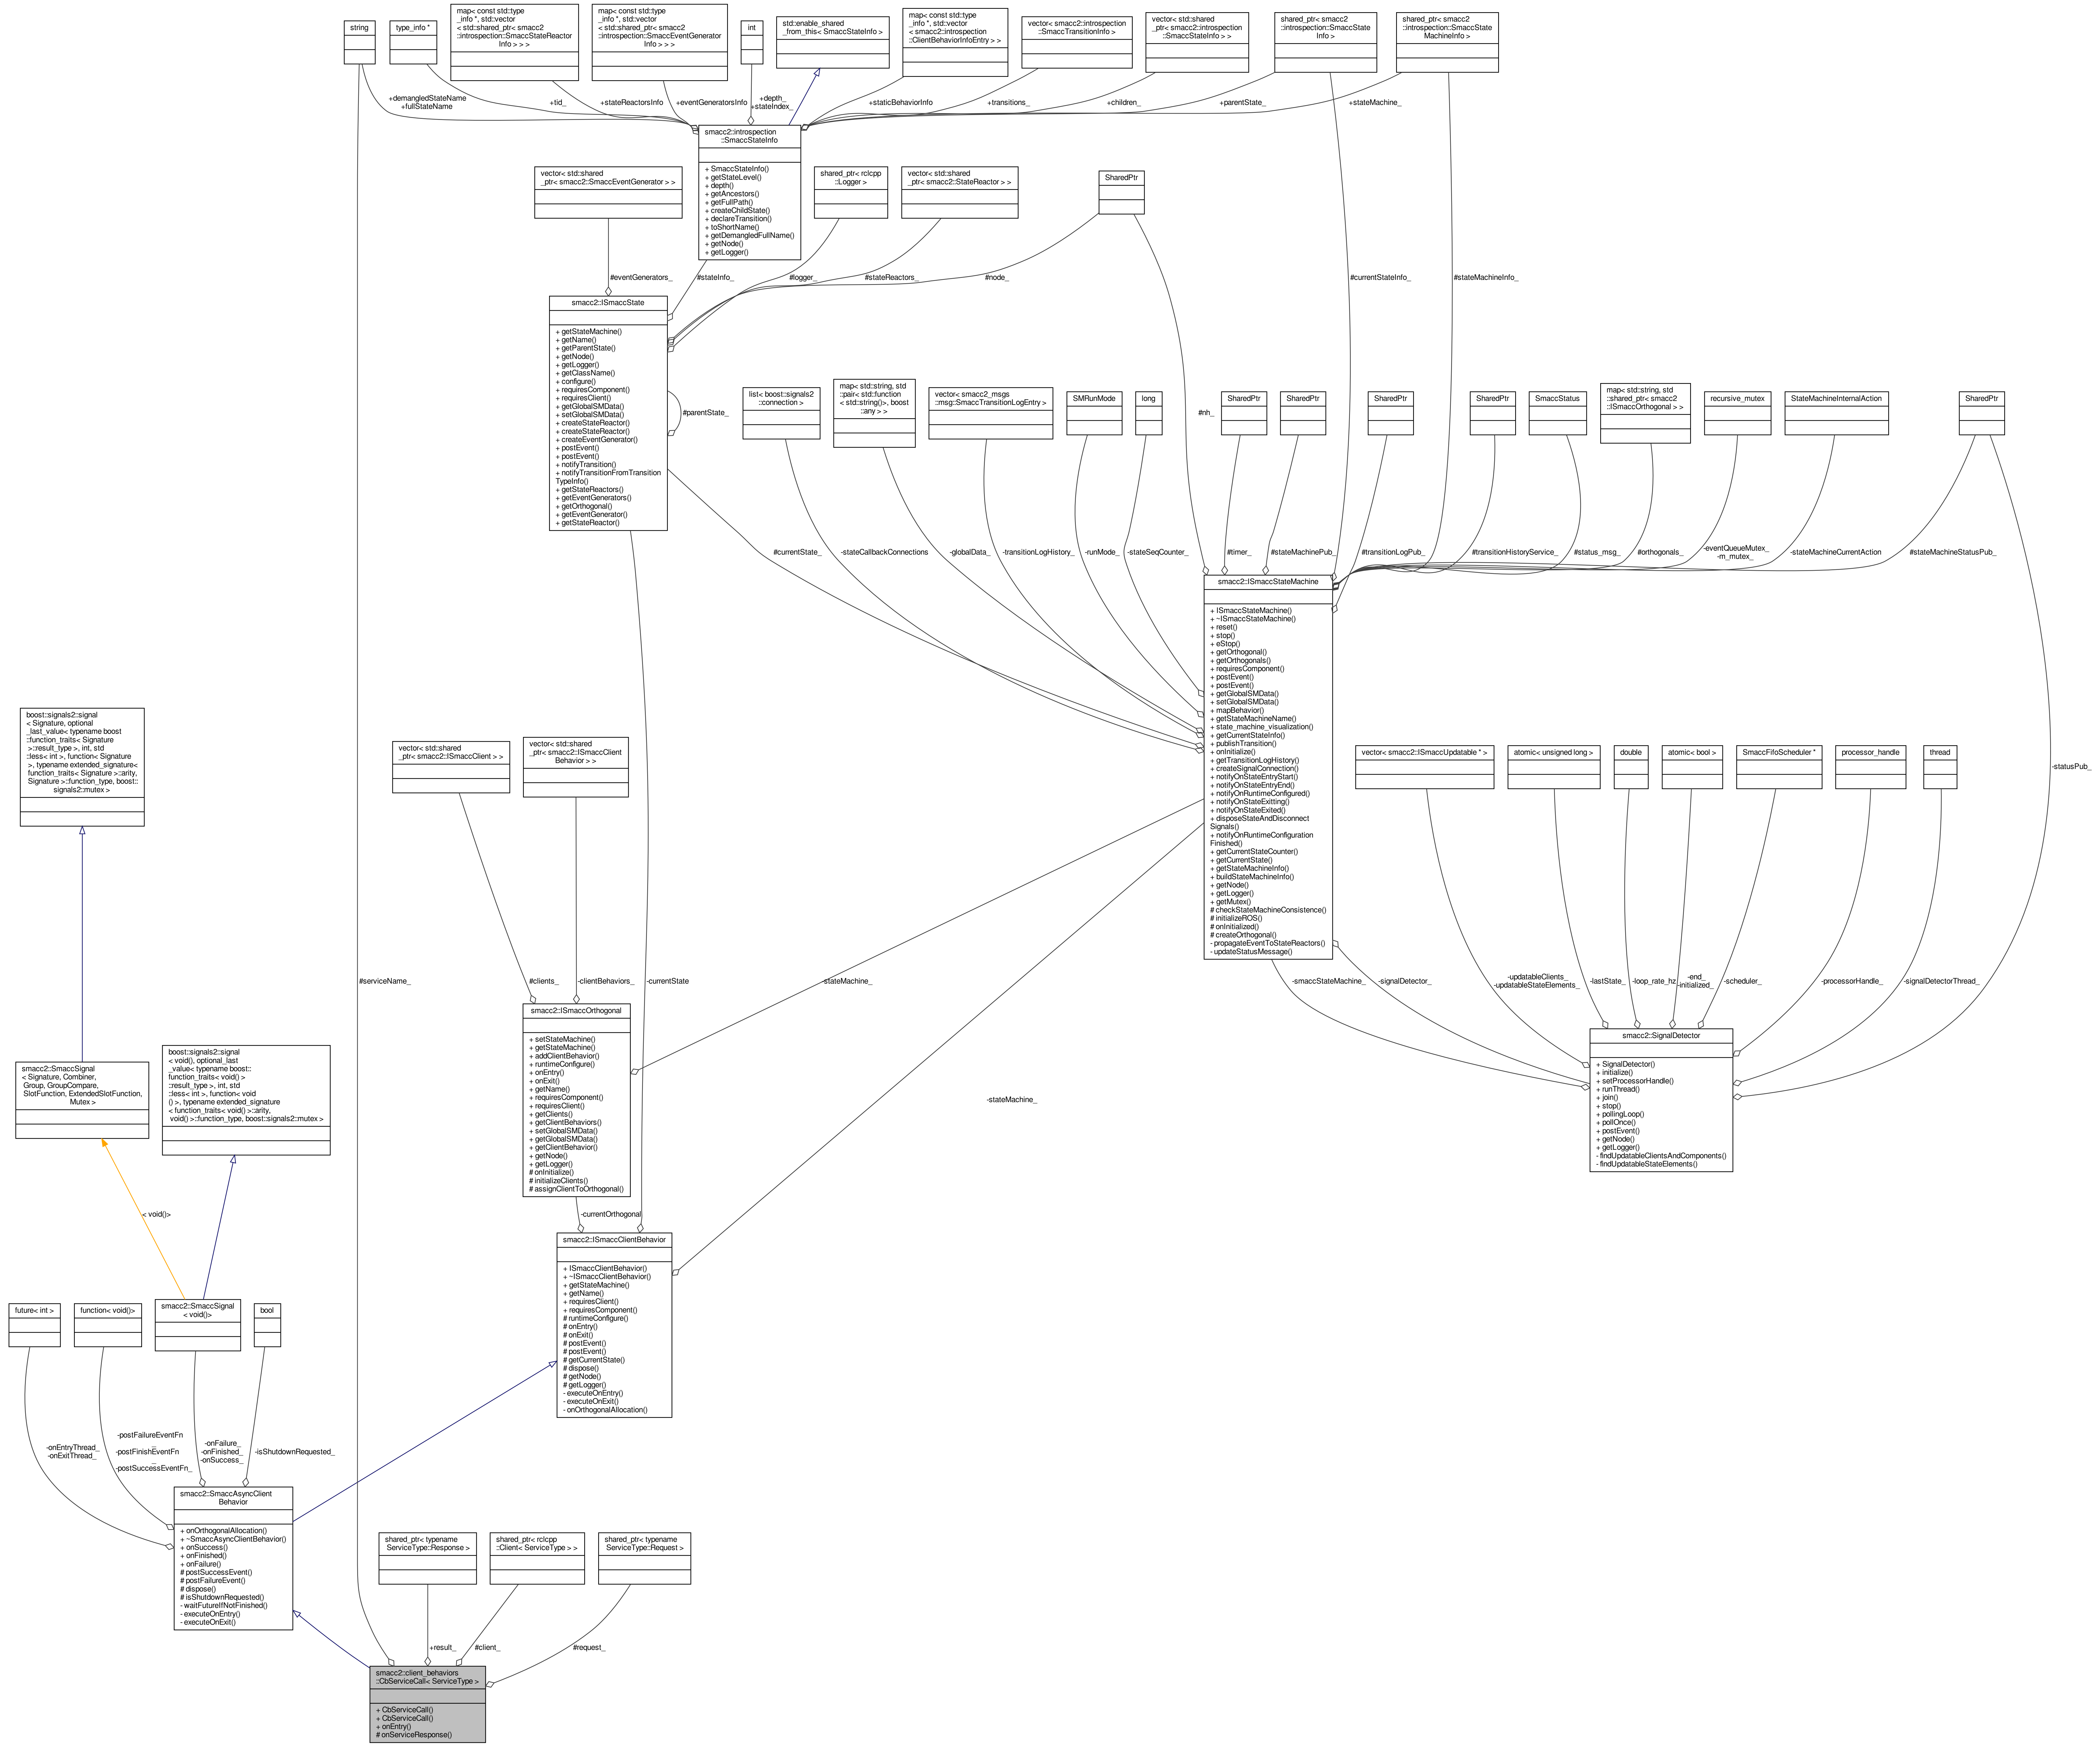 string
type_info *
map< const std::type
_info *, std::vector
< std::shared_ptr< smacc2
::introspection::SmaccStateReactor
Info > > >
map< const std::type
_info *, std::vector
< std::shared_ptr< smacc2
::introspection::SmaccEventGenerator
Info > > >
int
std::enable_shared
_from_this< SmaccStateInfo >
map< const std::type
_info *, std::vector
< smacc2::introspection
::ClientBehaviorInfoEntry > >
vector< smacc2::introspection
::SmaccTransitionInfo >
vector< std::shared
_ptr< smacc2::introspection
::SmaccStateInfo > >
shared_ptr< smacc2
::introspection::SmaccState
Info >
shared_ptr< smacc2
::introspection::SmaccState
MachineInfo >
+demangledStateName
+fullStateName
+tid_
+stateReactorsInfo
+eventGeneratorsInfo
+depth_
+stateIndex_
+staticBehaviorInfo
+transitions_
+children_
+parentState_
+stateMachine_
smacc2::introspection
::SmaccStateInfo
+ SmaccStateInfo()
+ getStateLevel()
+ depth()
+ getAncestors()
+ getFullPath()
+ createChildState()
+ declareTransition()
+ toShortName()
+ getDemangledFullName()
+ getNode()
+ getLogger()
vector< std::shared
_ptr< smacc2::SmaccEventGenerator > >
shared_ptr< rclcpp
::Logger >
vector< std::shared
_ptr< smacc2::StateReactor > >
SharedPtr
#eventGenerators_
#stateInfo_
#logger_
#stateReactors_
#node_
#currentStateInfo_
#stateMachineInfo_
smacc2::ISmaccState
+ getStateMachine()
+ getName()
+ getParentState()
+ getNode()
+ getLogger()
+ getClassName()
+ configure()
+ requiresComponent()
+ requiresClient()
+ getGlobalSMData()
+ setGlobalSMData()
+ createStateReactor()
+ createStateReactor()
+ createEventGenerator()
+ postEvent()
+ postEvent()
+ notifyTransition()
+ notifyTransitionFromTransition
TypeInfo()
+ getStateReactors()
+ getEventGenerators()
+ getOrthogonal()
+ getEventGenerator()
+ getStateReactor()
#parentState_
list< boost::signals2
::connection >
map< std::string, std
::pair< std::function
< std::string()>, boost
::any > >
vector< smacc2_msgs
::msg::SmaccTransitionLogEntry >
SMRunMode
long
#nh_
SharedPtr
SharedPtr
SharedPtr
SharedPtr
SmaccStatus
map< std::string, std
::shared_ptr< smacc2
::ISmaccOrthogonal > >
recursive_mutex
StateMachineInternalAction
SharedPtr
#currentState_
-stateCallbackConnections
-globalData_
-transitionLogHistory_
-runMode_
-stateSeqCounter_
#timer_
#stateMachinePub_
#transitionLogPub_
#transitionHistoryService_
#status_msg_
#orthogonals_
-eventQueueMutex_
-m_mutex_
-stateMachineCurrentAction
#stateMachineStatusPub_
smacc2::ISmaccStateMachine
+ ISmaccStateMachine()
+ ~ISmaccStateMachine()
+ reset()
+ stop()
+ eStop()
+ getOrthogonal()
+ getOrthogonals()
+ requiresComponent()
+ postEvent()
+ postEvent()
+ getGlobalSMData()
+ setGlobalSMData()
+ mapBehavior()
+ getStateMachineName()
+ state_machine_visualization()
+ getCurrentStateInfo()
+ publishTransition()
+ onInitialize()
+ getTransitionLogHistory()
+ createSignalConnection()
+ notifyOnStateEntryStart()
+ notifyOnStateEntryEnd()
+ notifyOnRuntimeConfigured()
+ notifyOnStateExitting()
+ notifyOnStateExited()
+ disposeStateAndDisconnect
Signals()
+ notifyOnRuntimeConfiguration
Finished()
+ getCurrentStateCounter()
+ getCurrentState()
+ getStateMachineInfo()
+ buildStateMachineInfo()
+ getNode()
+ getLogger()
+ getMutex()
# checkStateMachineConsistence()
# initializeROS()
# onInitialized()
# createOrthogonal()
- propagateEventToStateReactors()
- updateStatusMessage()
boost::signals2::signal
< Signature, optional
_last_value< typename boost
::function_traits< Signature
>::result_type >, int, std
::less< int >, function< Signature
>, typename extended_signature<
function_traits< Signature >::arity,
Signature >::function_type, boost::
signals2::mutex >
vector< std::shared
_ptr< smacc2::ISmaccClient > >
vector< std::shared
_ptr< smacc2::ISmaccClient
Behavior > >
vector< smacc2::ISmaccUpdatable * >
atomic< unsigned long >
double
atomic< bool >
SmaccFifoScheduler *
processor_handle
thread
-statusPub_
#serviceName_
#clients_
-clientBehaviors_
-currentState
-stateMachine_
-smaccStateMachine_
-signalDetector_
-updatableClients_
-updatableStateElements_
-lastState_
-loop_rate_hz_
-end_
-initialized_
-scheduler_
-processorHandle_
-signalDetectorThread_
smacc2::ISmaccOrthogonal
+ setStateMachine()
+ getStateMachine()
+ addClientBehavior()
+ runtimeConfigure()
+ onEntry()
+ onExit()
+ getName()
+ requiresComponent()
+ requiresClient()
+ getClients()
+ getClientBehaviors()
+ setGlobalSMData()
+ getGlobalSMData()
+ getClientBehavior()
+ getNode()
+ getLogger()
# onInitialize()
# initializeClients()
# assignClientToOrthogonal()
smacc2::SignalDetector
+ SignalDetector()
+ initialize()
+ setProcessorHandle()
+ runThread()
+ join()
+ stop()
+ pollingLoop()
+ pollOnce()
+ postEvent()
+ getNode()
+ getLogger()
- findUpdatableClientsAndComponents()
- findUpdatableStateElements()
smacc2::SmaccSignal
< Signature, Combiner,
Group, GroupCompare,
SlotFunction, ExtendedSlotFunction,
Mutex >
boost::signals2::signal
< void(), optional_last
_value< typename boost::
function_traits< void() >
::result_type >, int, std
::less< int >, function< void
() >, typename extended_signature
< function_traits< void() >::arity,
void() >::function_type, boost::signals2::mutex >
-stateMachine_
< void()>
-currentOrthogonal
smacc2::ISmaccClientBehavior
+ ISmaccClientBehavior()
+ ~ISmaccClientBehavior()
+ getStateMachine()
+ getName()
+ requiresClient()
+ requiresComponent()
# runtimeConfigure()
# onEntry()
# onExit()
# postEvent()
# postEvent()
# getCurrentState()
# dispose()
# getNode()
# getLogger()
- executeOnEntry()
- executeOnExit()
- onOrthogonalAllocation()
future< int >
function< void()>
smacc2::SmaccSignal
< void()>
bool
-onEntryThread_
-onExitThread_
-postFailureEventFn
_
-postFinishEventFn
_
-postSuccessEventFn_
-onFailure_
-onFinished_
-onSuccess_
-isShutdownRequested_
smacc2::SmaccAsyncClient
Behavior
+ onOrthogonalAllocation()
+ ~SmaccAsyncClientBehavior()
+ onSuccess()
+ onFinished()
+ onFailure()
# postSuccessEvent()
# postFailureEvent()
# dispose()
# isShutdownRequested()
- waitFutureIfNotFinished()
- executeOnEntry()
- executeOnExit()
shared_ptr< typename
ServiceType::Response >
shared_ptr< rclcpp
::Client< ServiceType > >
shared_ptr< typename
ServiceType::Request >
+result_
#client_
#request_
smacc2::client_behaviors
::CbServiceCall< ServiceType >
+ CbServiceCall()
+ CbServiceCall()
+ onEntry()
# onServiceResponse()